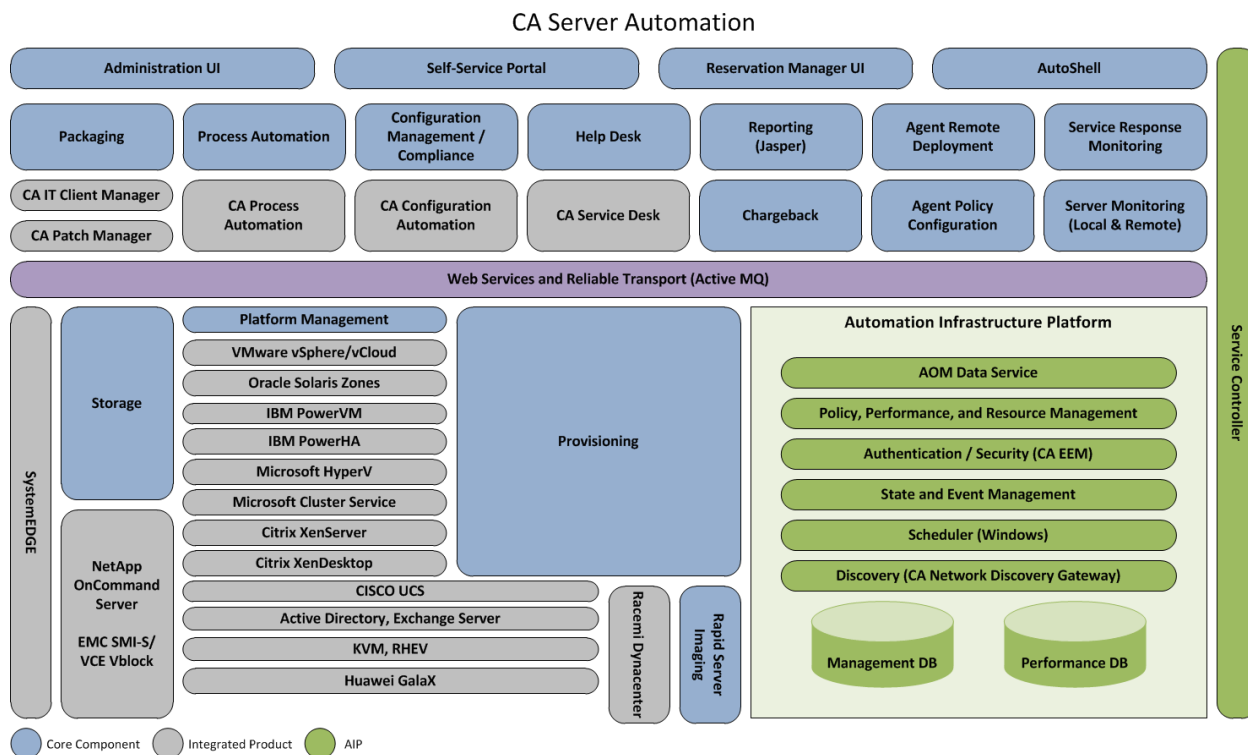 CA Server Automation
Administration UI
Self-Service Portal
Reservation Manager UI
AutoShell
Packaging
Process Automation
Configuration
Management /
Compliance
Help Desk
Reporting
(Jasper)
Agent Remote
Deployment
Service Response
Monitoring
CA IT Client Manager
CA Patch Manager
CA Process
Automation
CA Configuration
Automation
CA Service Desk
Chargeback
Agent Policy
Configuration
Server Monitoring
(Local & Remote)
Web Services and Reliable Transport (Active MQ)
Service Controller
SystemEDGE
Storage
NetApp
OnCommand
Server
EMC SMI-S/
VCE Vblock
Platform Management
VMware vSphere/vCloud
Oracle Solaris Zones
IBM PowerVM
IBM PowerHA
Microsoft HyperV
Microsoft Cluster Service
Citrix XenServer
Citrix XenDesktop
CISCO UCS
Active Directory, Exchange Server
KVM, RHEV
Huawei GalaX
Provisioning
Racemi Dynacenter
Rapid Server
Imaging
Automation Infrastructure Platform
AOM Data Service
Policy, Performance, and Resource Management
Authentication / Security (CA EEM)
State and Event Management
Scheduler (Windows)
Discovery (CA Network Discovery Gateway)
Management DB
Performance DB
Core Component
Integrated Product
AIP